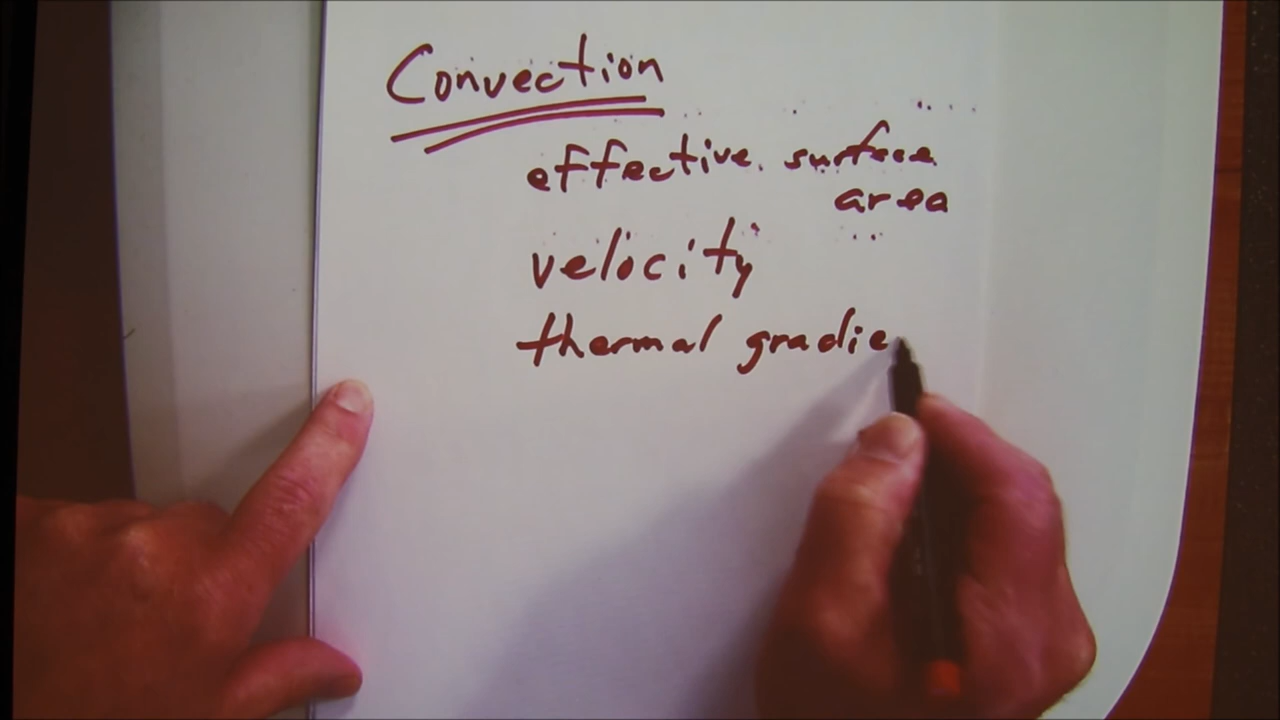 Convection
effective surface
area
velocity
thermal gradie